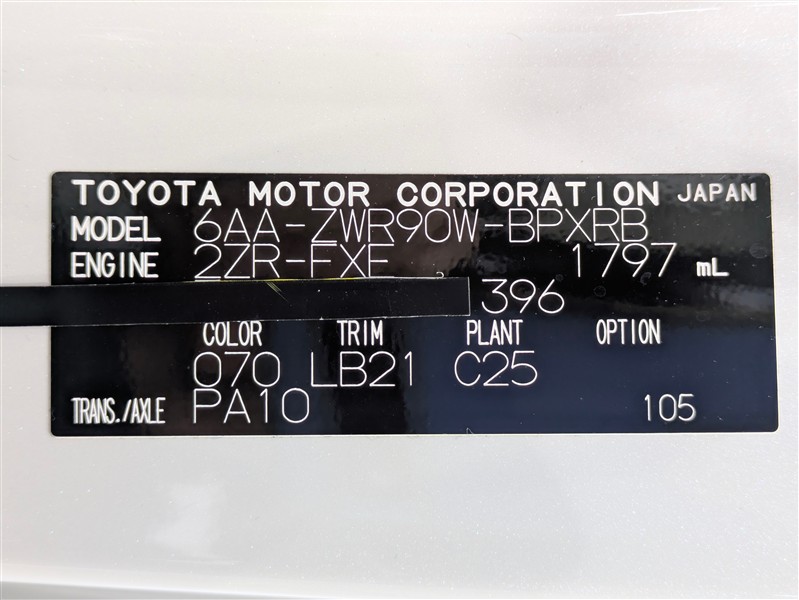 TOYOTA MOTOR CORPORATION JAPAN
MODEL 6AA-ZWR90W-BPXRB
ENGINE 2ZR-FXE 1797 mL
396
COLOR TRIM PLANT OPTION
070 LB21 C25
TRANS./AXLE PA10 105